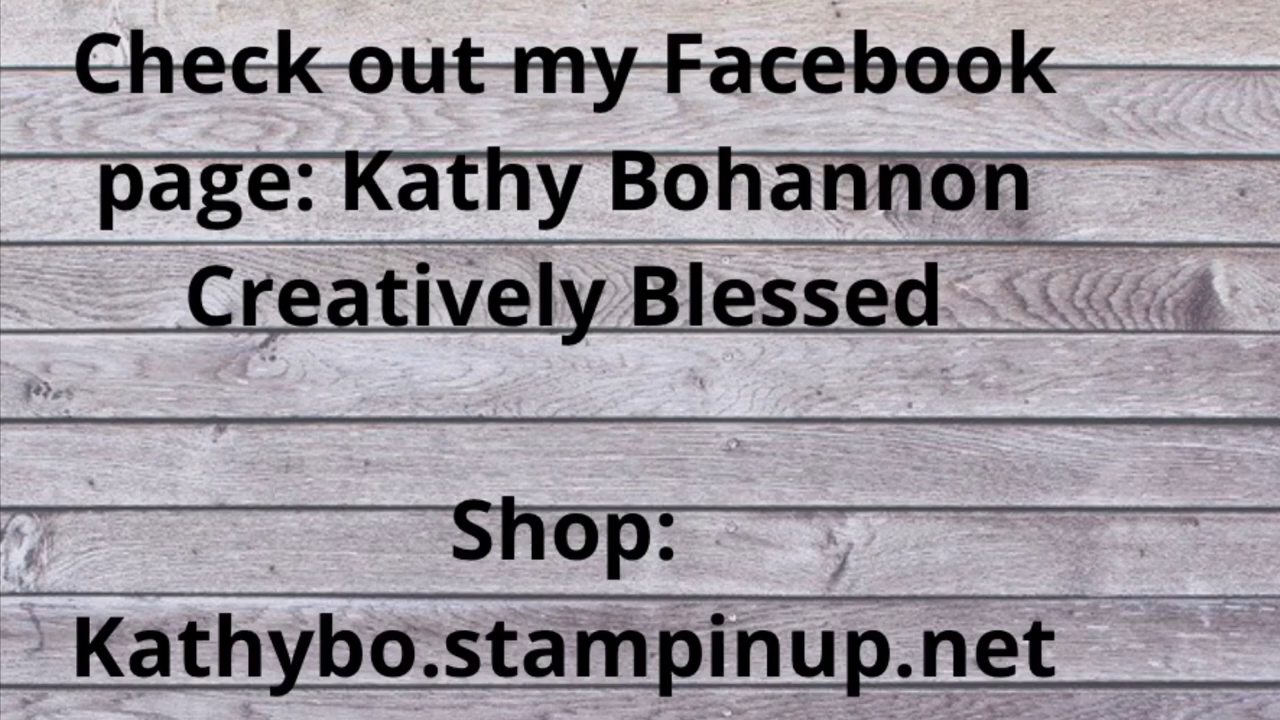 Check out my Facebook
page: Kathy Bohannon
Creatively Blessed
Shop:
Kathybo.stampinup.net